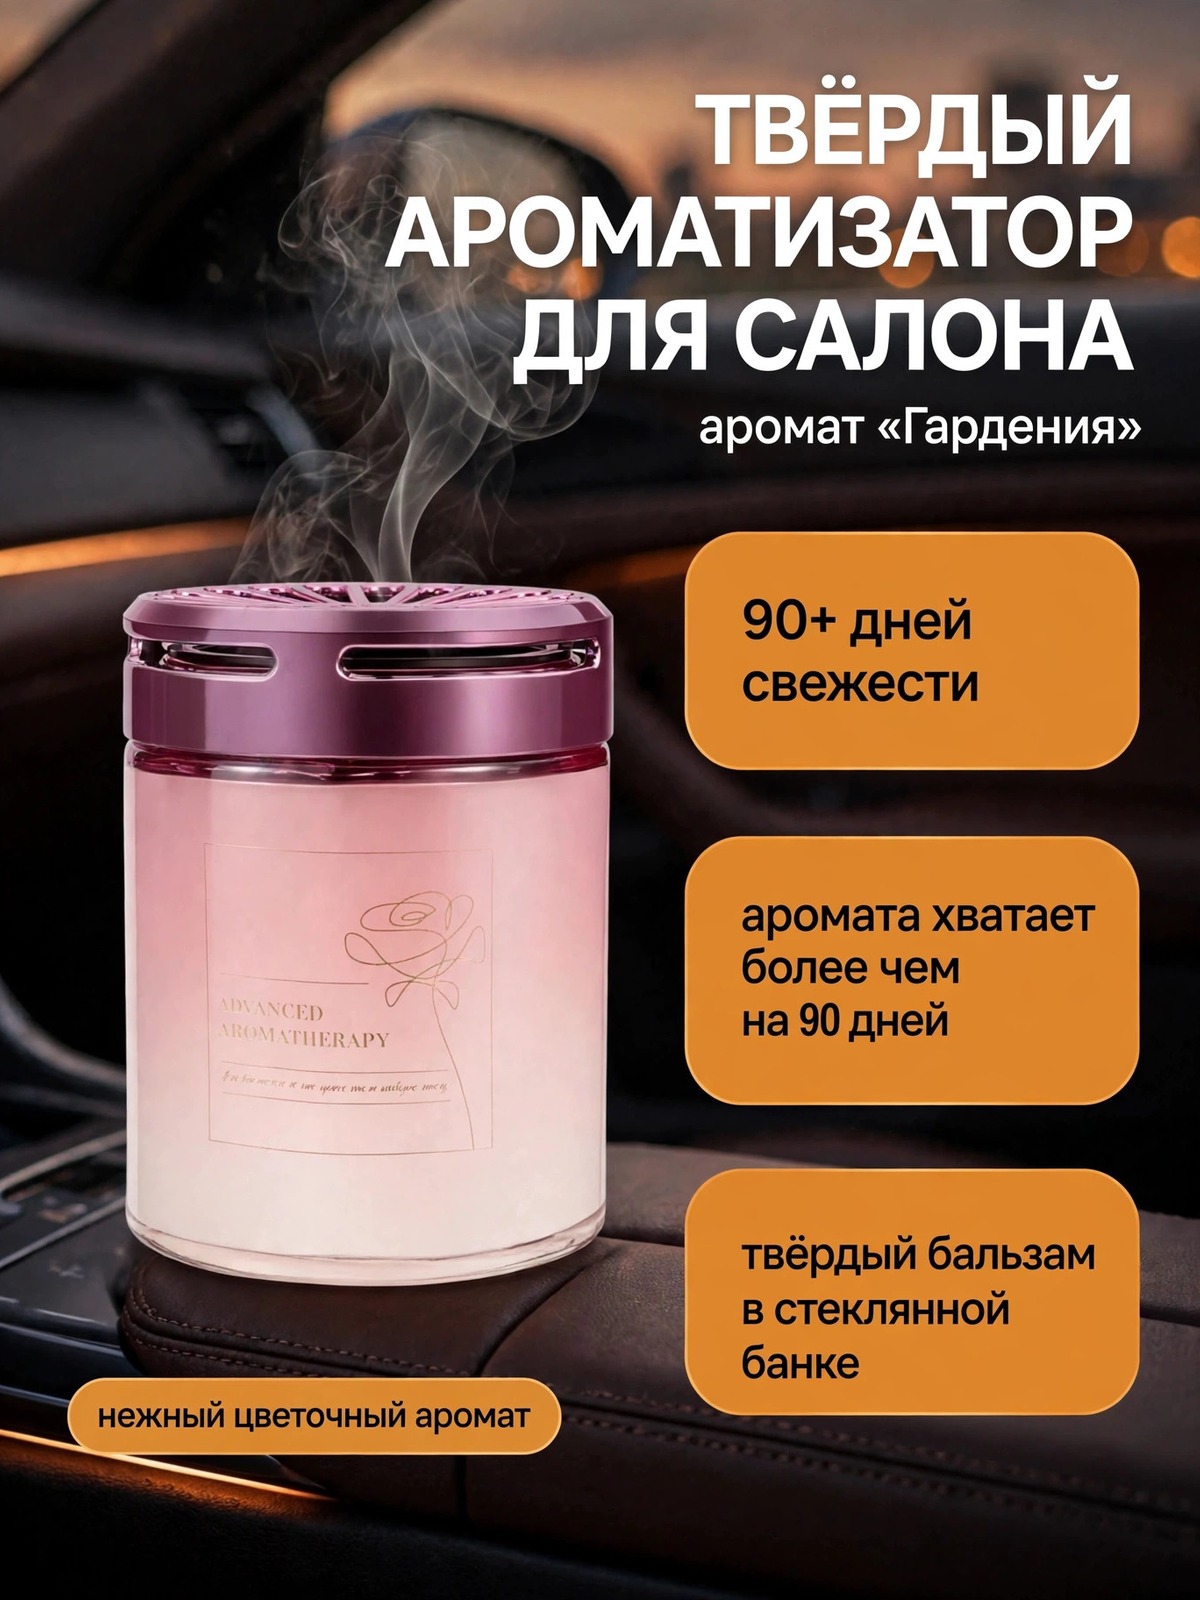 ТВЁРДЫЙ
АРОМАТИЗАТОР
ДЛЯ САЛОНА
аромат «Гардения»
90+ дней
свежести
аромата хватает
более чем
на 90 дней
твёрдый бальзам
в стеклянной
банке
ADVANCED
AROMATHERAPY
нежный цветочный аромат